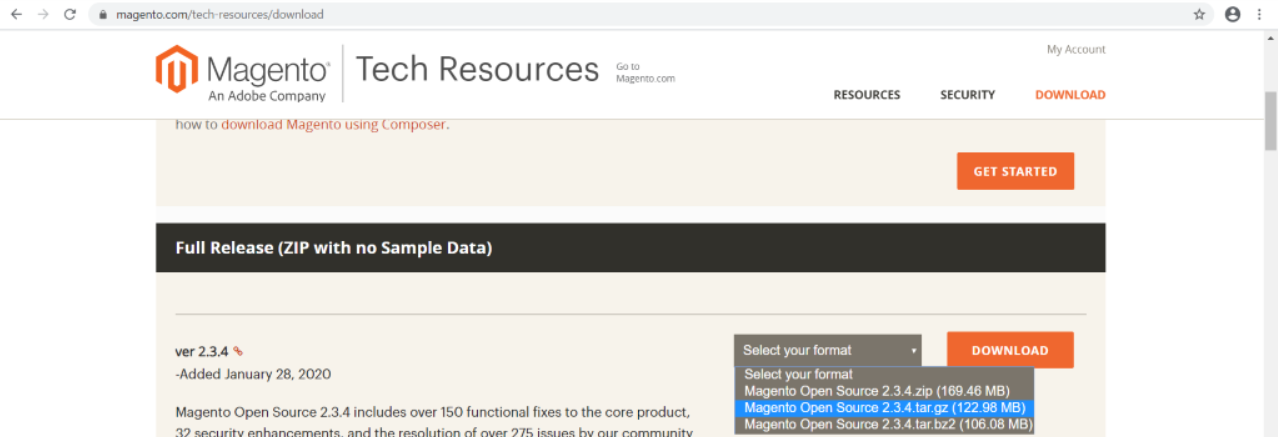 magento.com/tech-resources/download
My Account
Magento®
An Adobe Company
Tech Resources
Go to
Magento.com
RESOURCES SECURITY DOWNLOAD
how to download Magento using Composer.
GET STARTED
Full Release (ZIP with no Sample Data)
ver 2.3.4
-Added January 28, 2020
Select your format
DOWNLOAD
Select your format
Magento Open Source 2.3.4.zip (169.46 MB)
Magento Open Source 2.3.4.tar.gz (122.98 MB)
Magento Open Source 2.3.4.tar.bz2 (106.08 MB)
Magento Open Source 2.3.4 includes over 150 functional fixes to the core product,
32 security enhancements, and the resolution of over 275 issues by our community